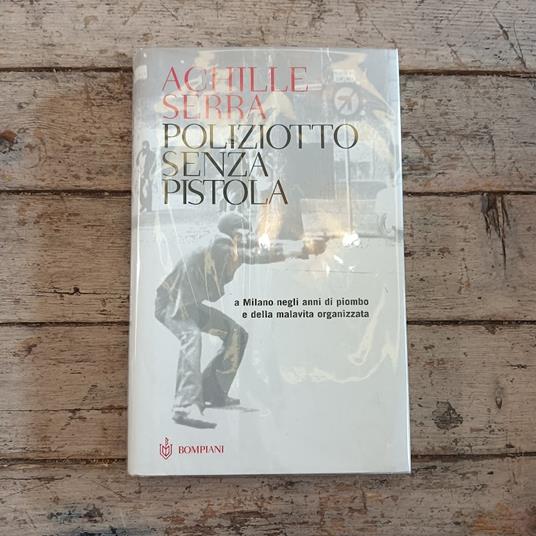 ACHILLE
SERRA
POLIZIOTTO
SENZA
PISTOLA
a Milano negli anni di piombo
e della malavita organizzata
BOMPIANI